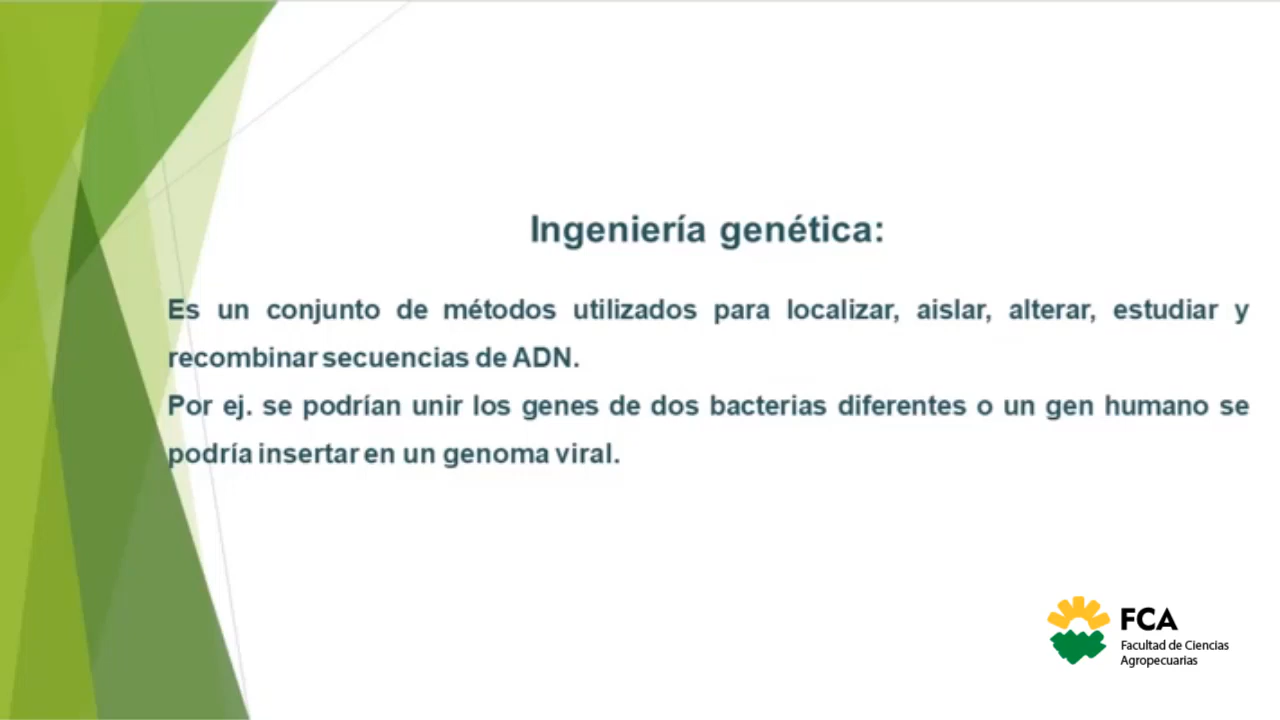 Ingeniería genética:
Es un conjunto de métodos utilizados para localizar, aislar, alterar, estudiar y
recombinar secuencias de ADN.
Por ej. se podrían unir los genes de dos bacterias diferentes o un gen humano se
podría insertar en un genoma viral.
FCA
Facultad de Ciencias
Agropecuarias